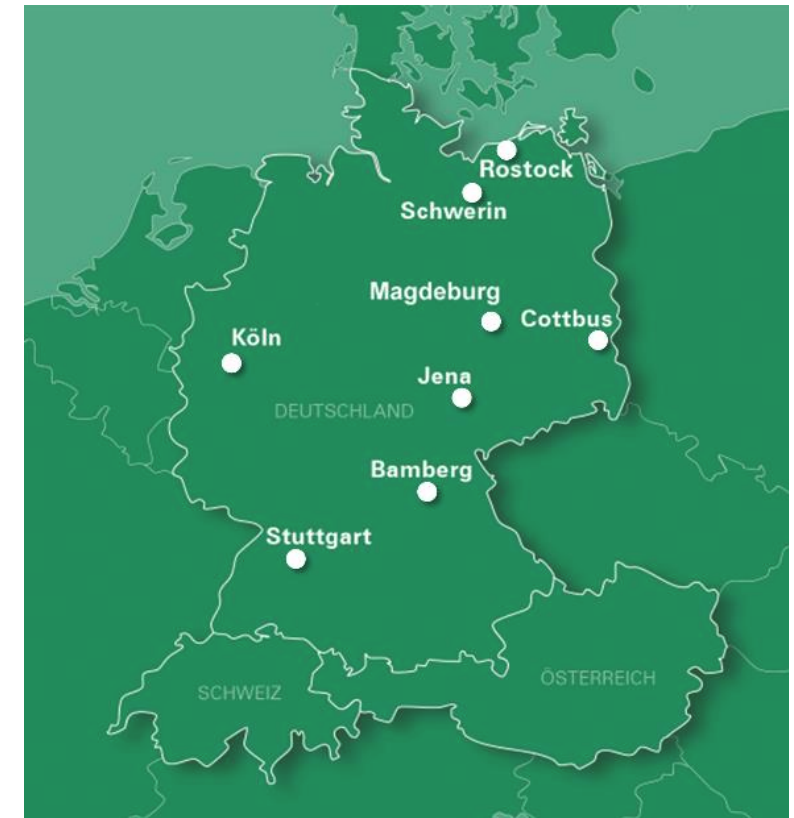 Rostock
Schwerin
Magdeburg
Cottbus
Köln
Jena
DEUTSCHLAND
Bamberg
Stuttgart
ÖSTERREICH
SCHWEIZ